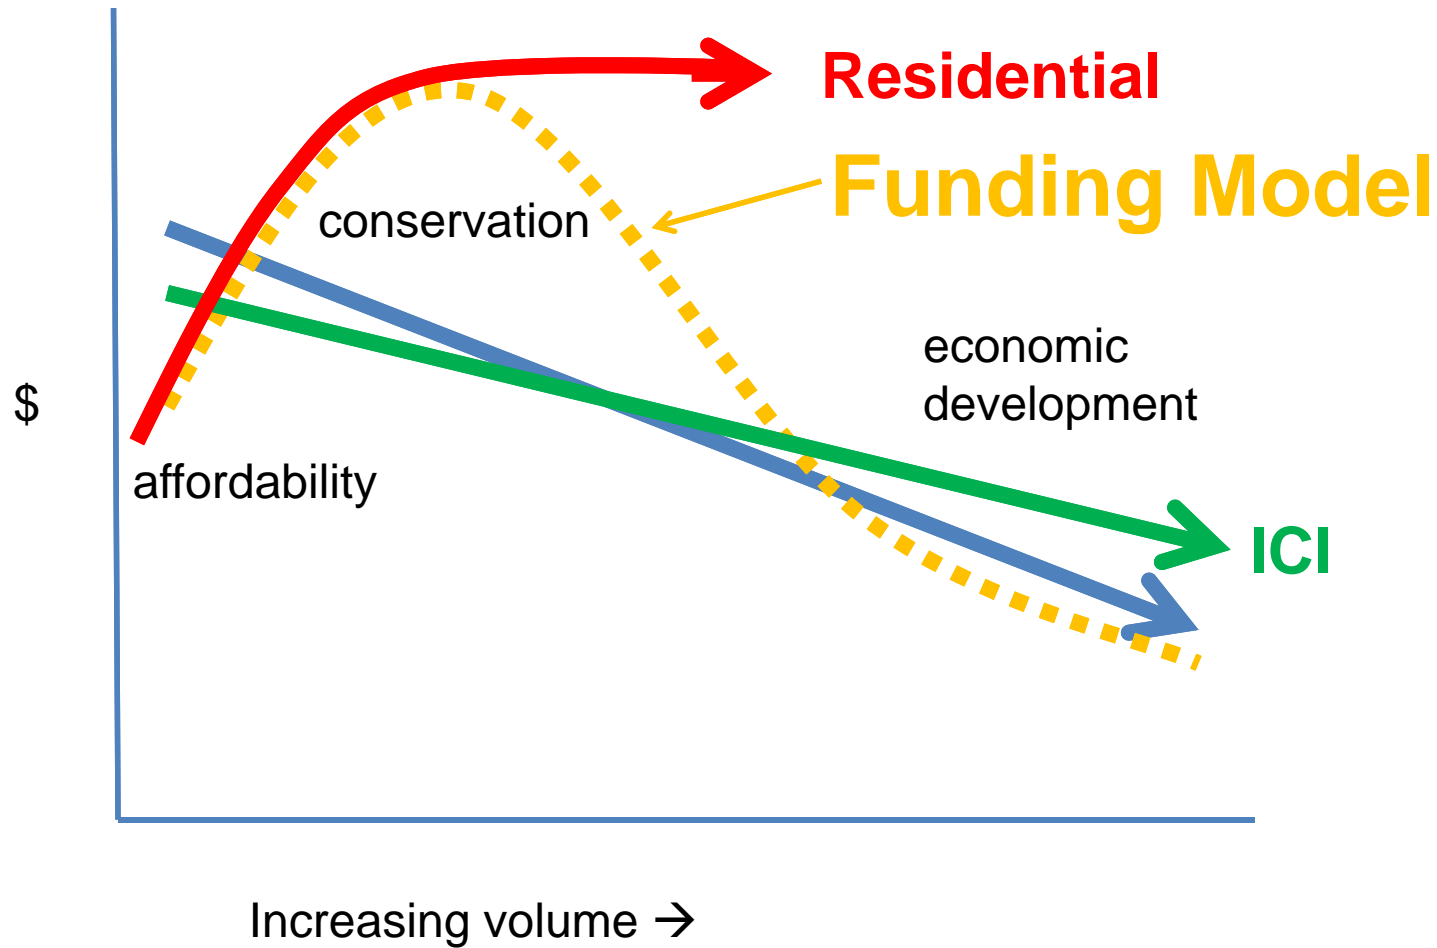 Residential
Funding Model
conservation
economic
development
$
affordability
ICI
Increasing volume →